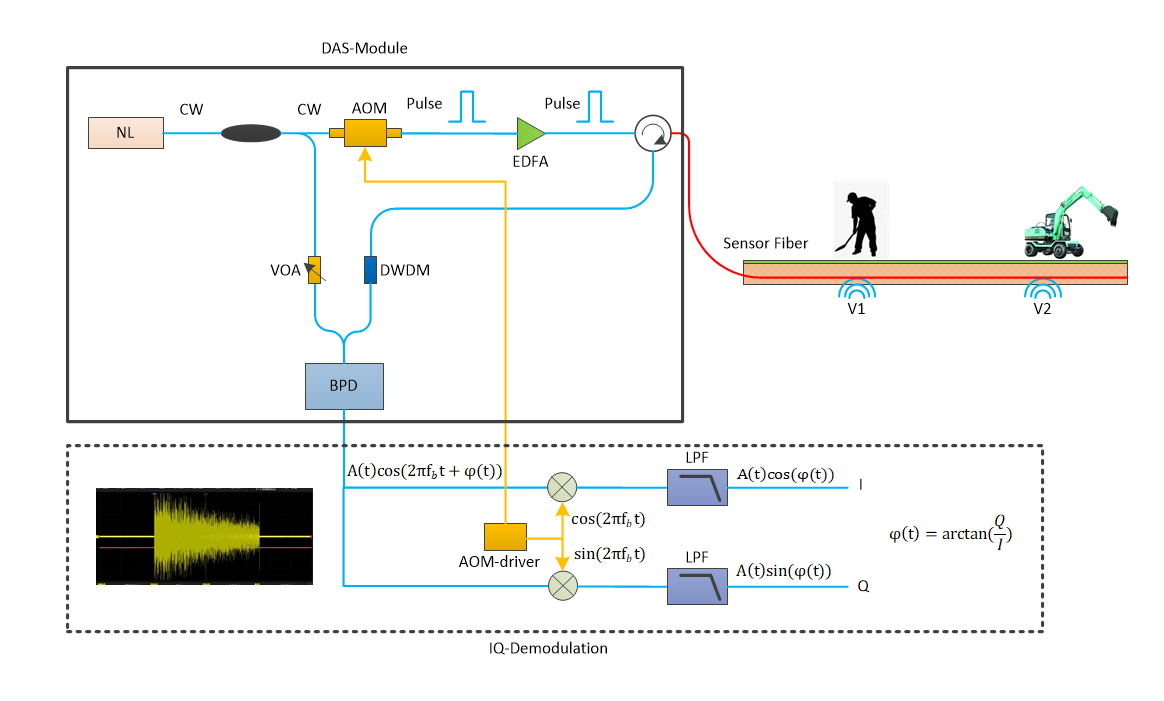 DAS-Module
CW
CW
AOM
Pulse
Pulse
NL
EDFA
Sensor Fiber
VOA
DWDM
V1
V2
BPD
A(t)cos(2πf_b t + φ(t))
LPF
A(t)cos(φ(t))
I
cos(2πf_b t)
φ(t) = arctan(Q/I)
sin(2πf_b t)
AOM-driver
LPF
A(t)sin(φ(t))
Q
IQ-Demodulation